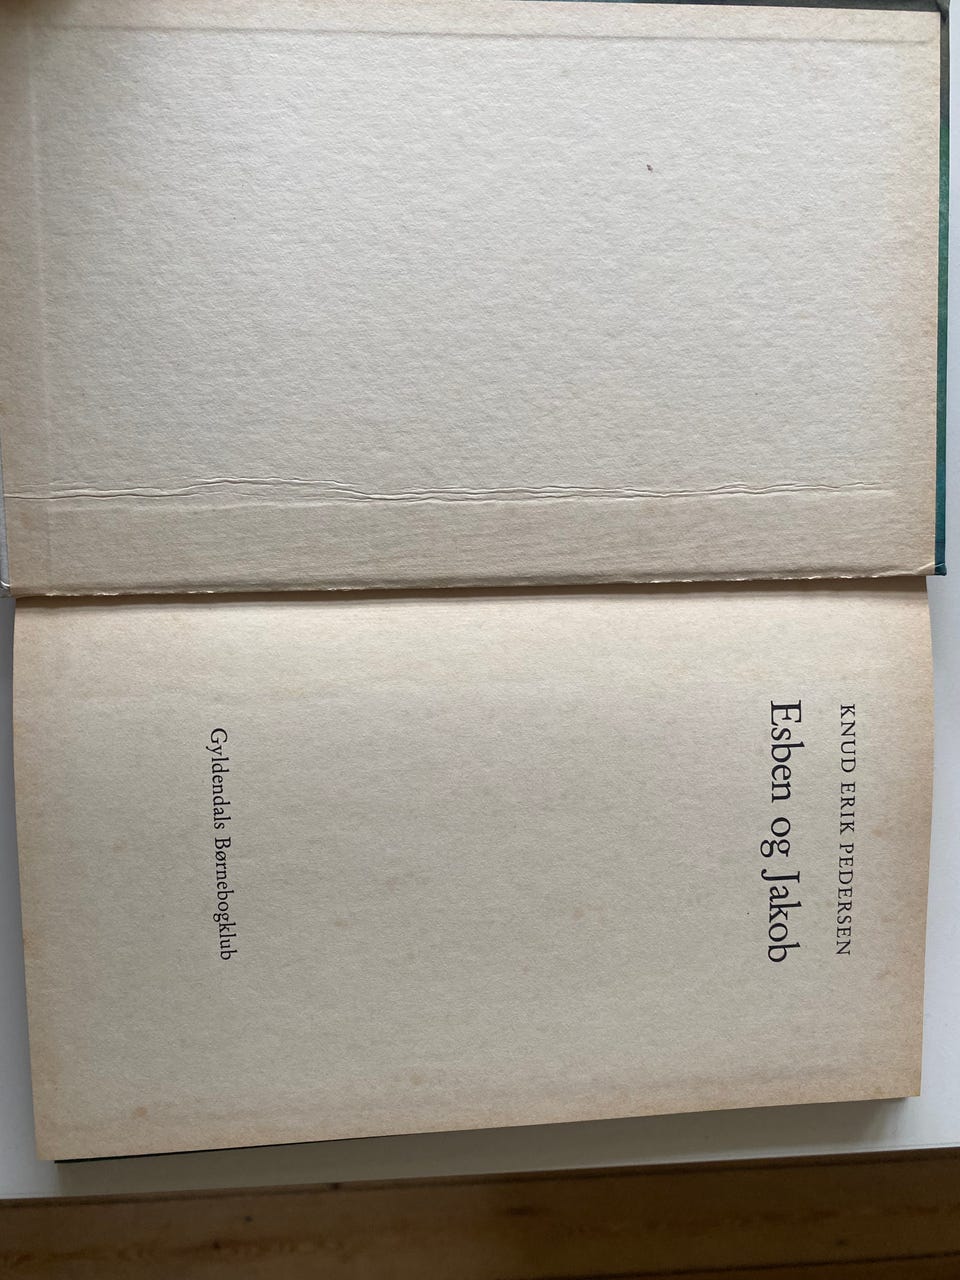 KNUD ERIK PEDERSEN
Esben og Jakob
Gyldendals Børnebogklub